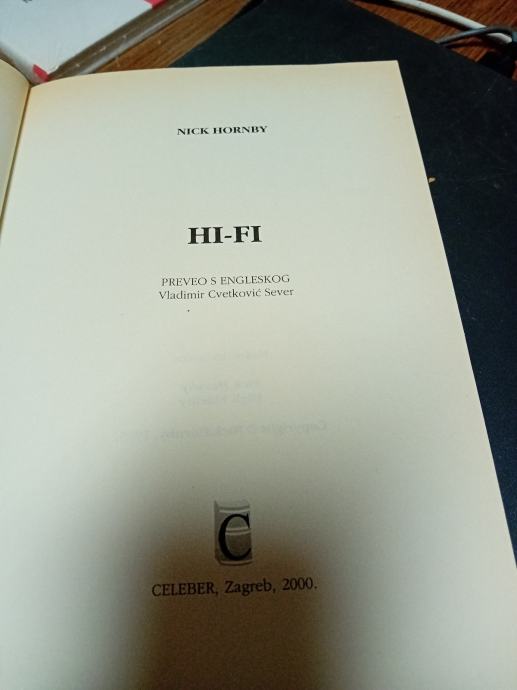 NICK HORNBY
HI-FI
PREVEO S ENGLESKOG
Vladimir Cvetković Sever
C
CELEBER, Zagreb, 2000.